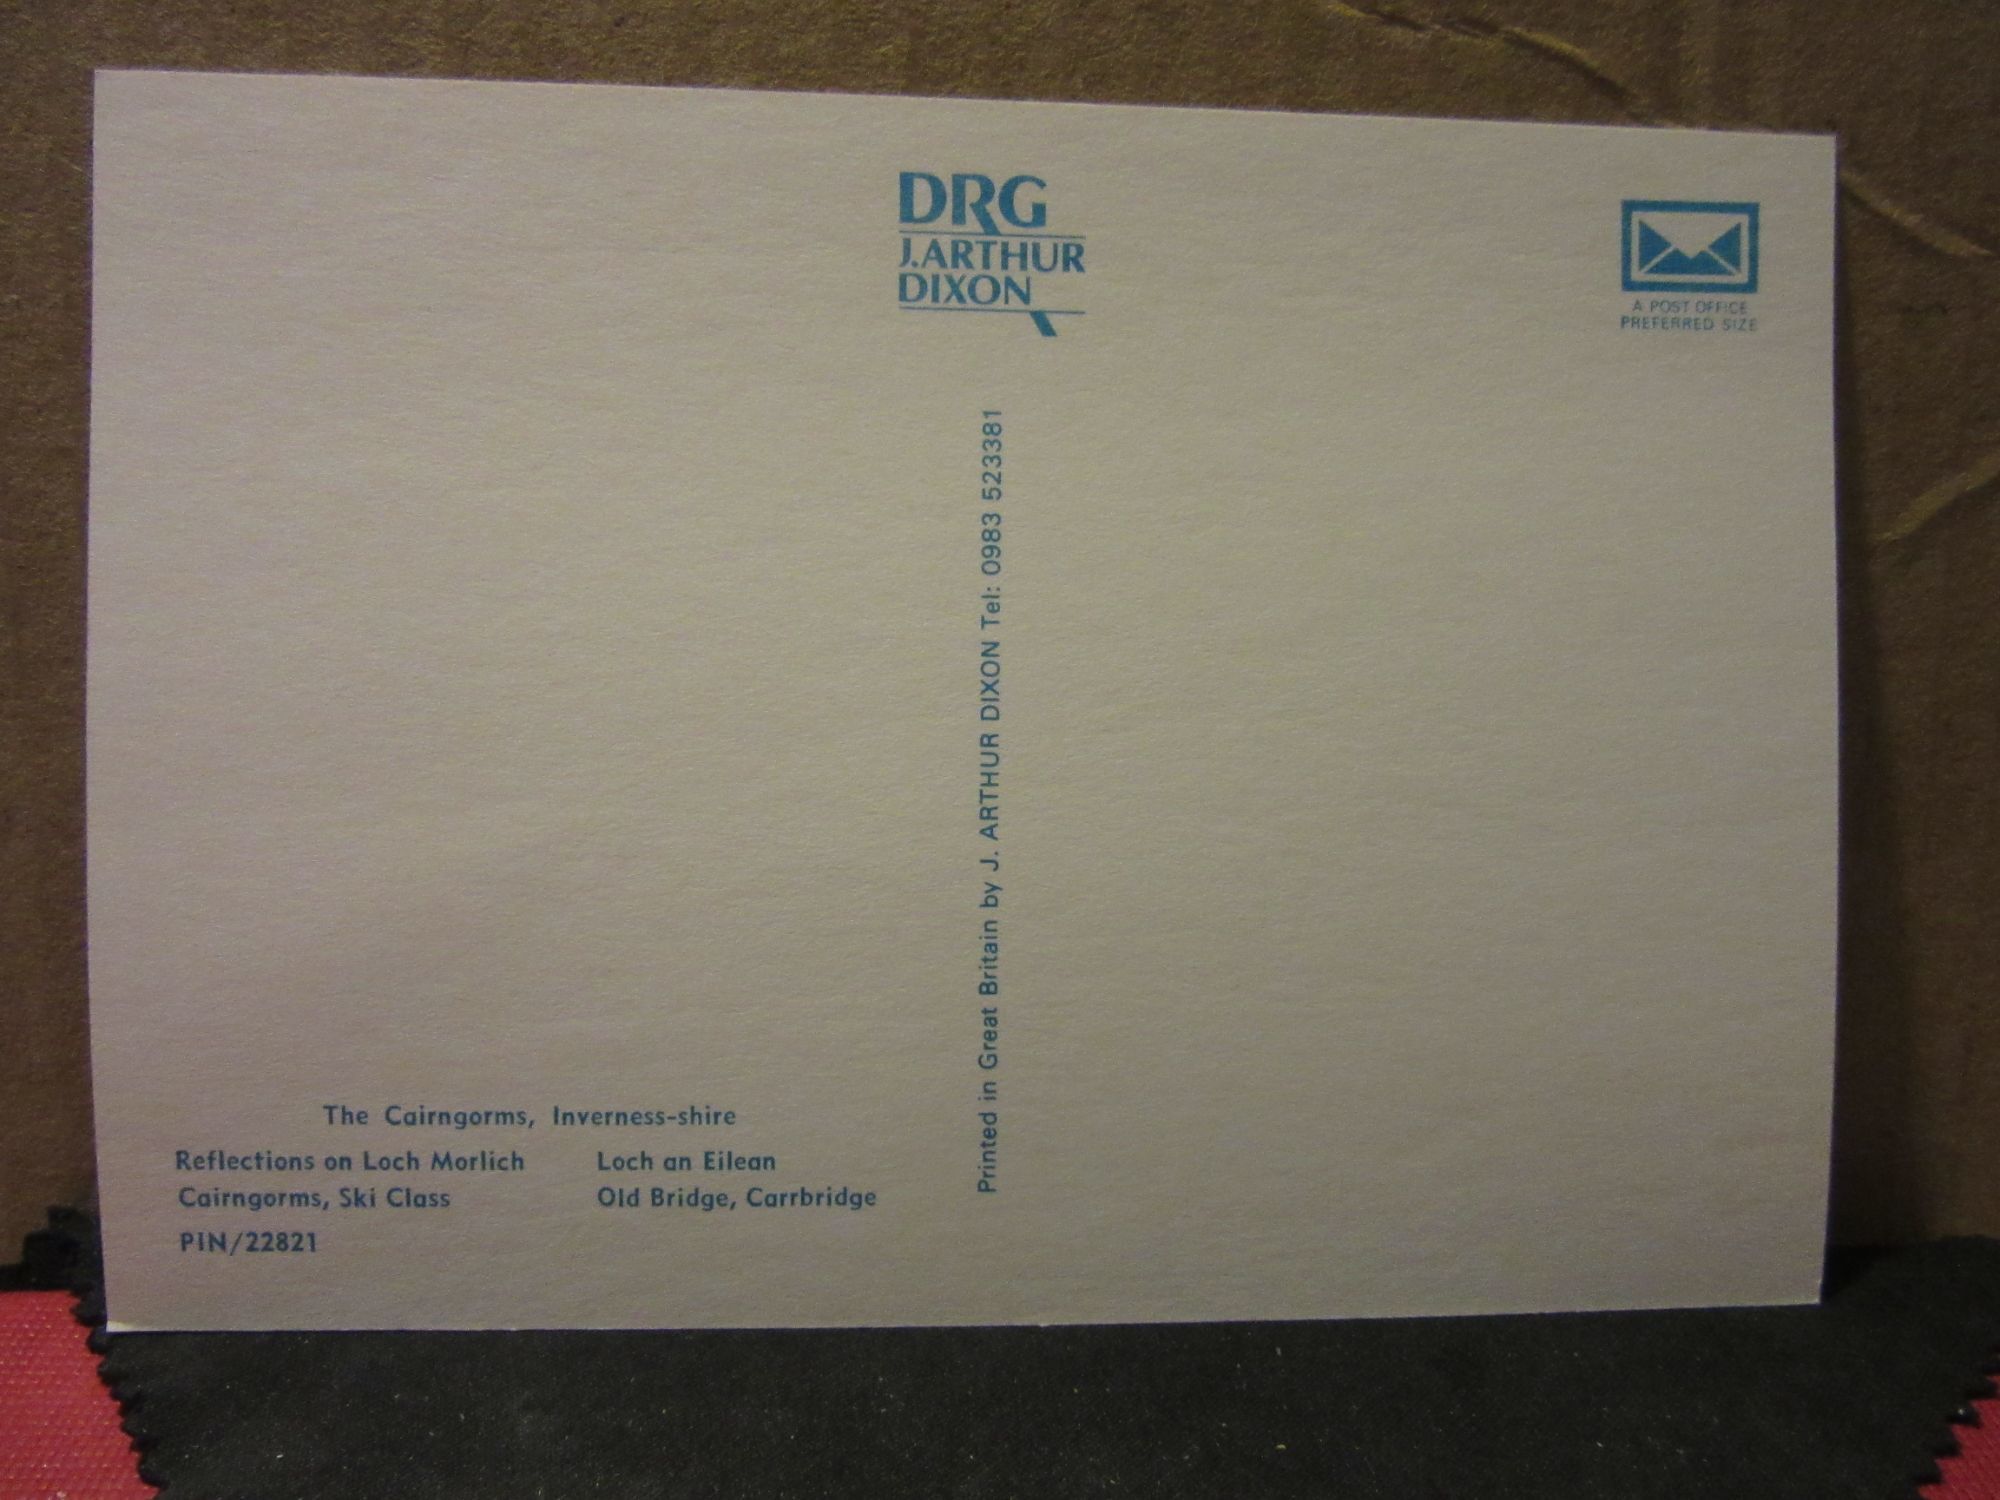 DRG
J.ARTHUR
DIXON
A POST OFFICE
PREFERRED SIZE
Printed in Great Britain by J. ARTHUR DIXON Tel: 0983 523381
The Cairngorms, Inverness-shire
Reflections on Loch Morlich Loch an Eilean
Cairngorms, Ski Class Old Bridge, Carrbridge
PIN/22821